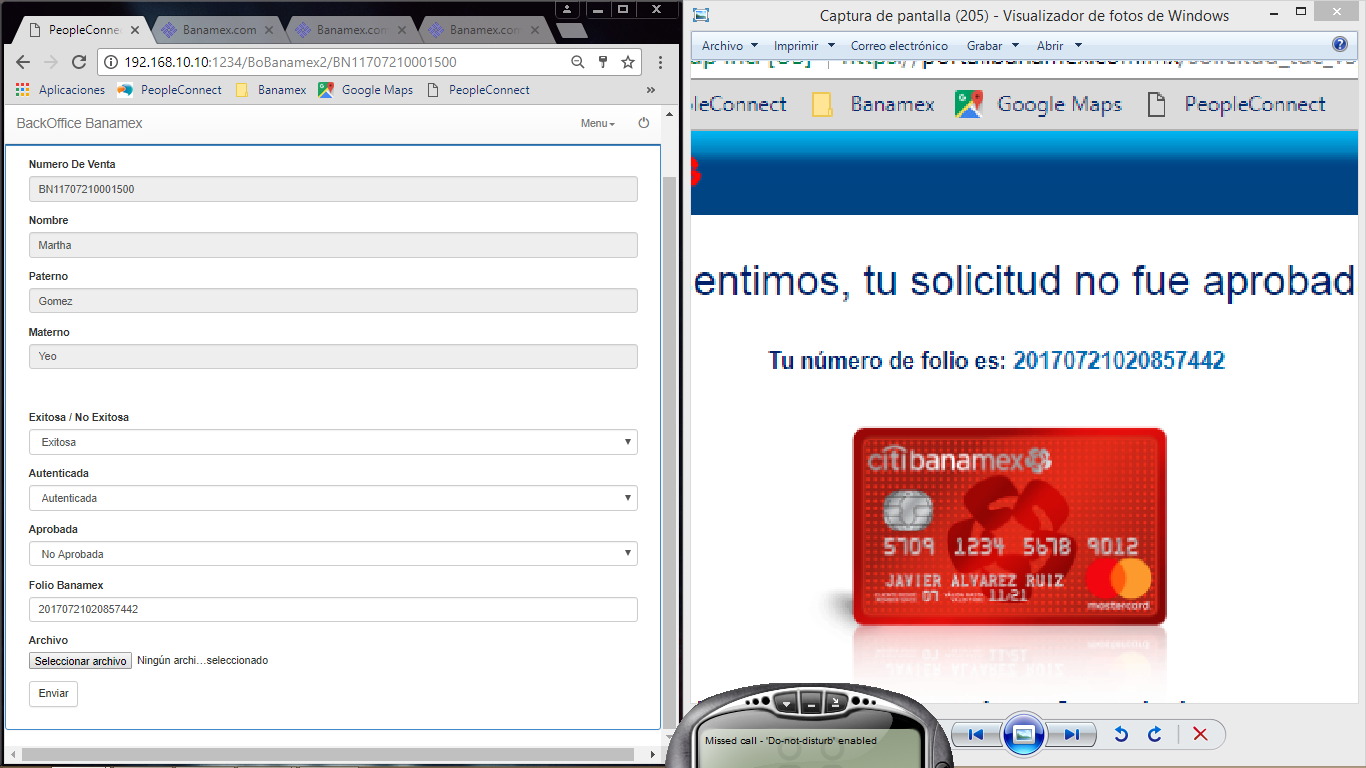 PeopleConne
Banamex.com
Banamex.com
Banamex.com
192.168.10.10:1234/BoBanamex2/BN11707210001500
Aplicaciones
PeopleConnect
Banamex
Google Maps
PeopleConnect
»
BackOffice Banamex
Menu
Numero De Venta
BN11707210001500
Nombre
Martha
Paterno
Gomez
Materno
Yeo
Exitosa / No Exitosa
Exitosa
Autenticada
Autenticada
Aprobada
No Aprobada
Folio Banamex
20170721020857442
Archivo
Seleccionar archivo Ningún archi...seleccionado
Enviar
Captura de pantalla (205) - Visualizador de fotos de Windows
Archivo Imprimir Correo electrónico Grabar Abrir
leConnect Banamex Google Maps PeopleConnect
entimos, tu solicitud no fue aprobad
Tu número de folio es: 20170721020857442
citibanamex
5709 1234 5678 9012
JAVIER ALVAREZ RUIZ
07 11/21
mastercard
Missed call - 'Do-not-disturb' enabled